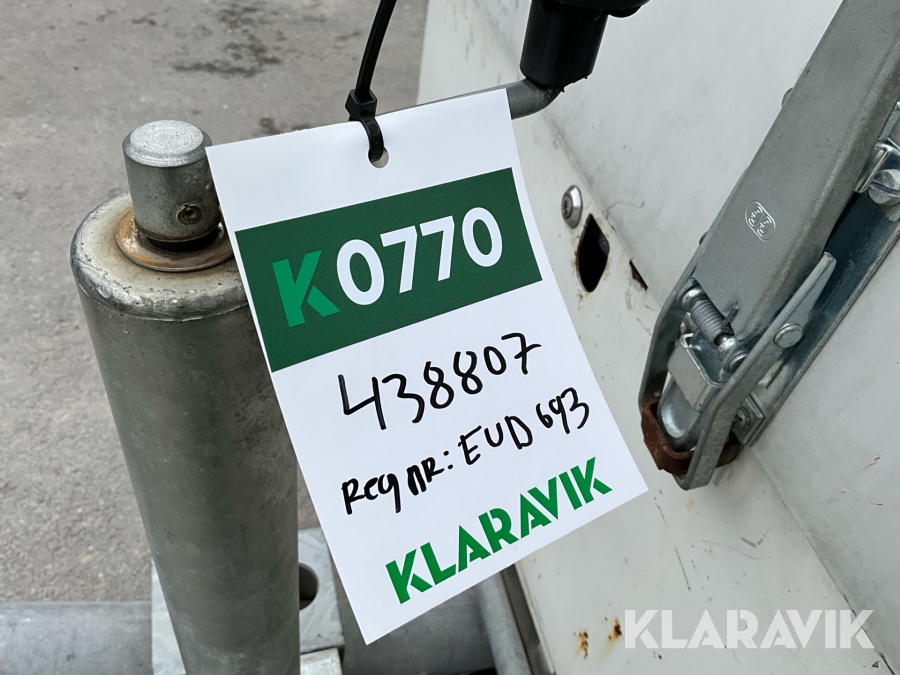 K0770
438807
Reg nr: EUD 693
KLARAVIK
KLARAVIK